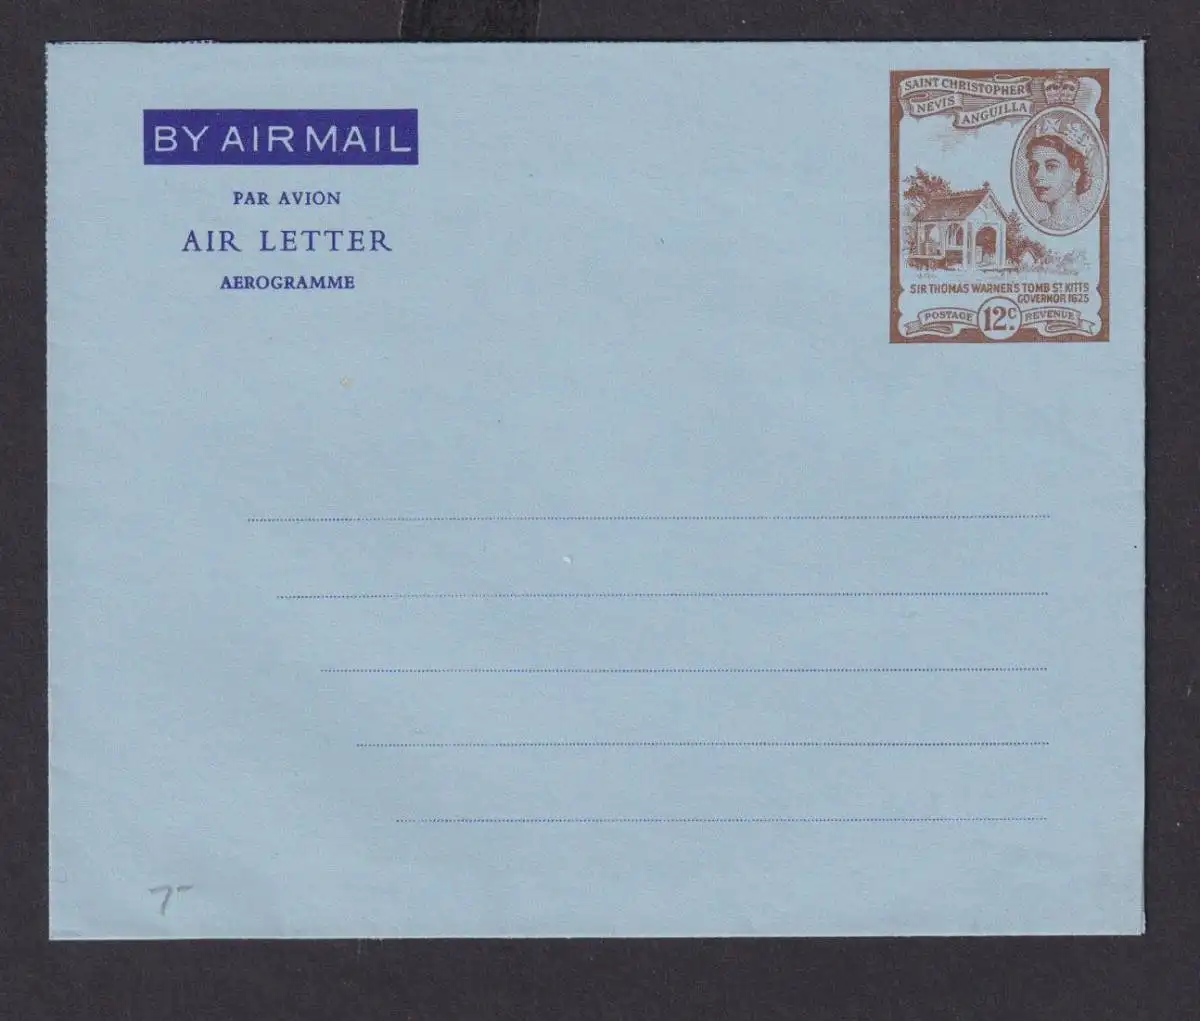 BY AIR MAIL
PAR AVION
AIR LETTER
AEROGRAMME
SAINT CHRISTOPHER
NEVIS
ANGUILLA
SIR THOMAS WARNER'S TOMB ST. KITTS
GOVERNOR 1625
POSTAGE 12c. REVENUE
7-